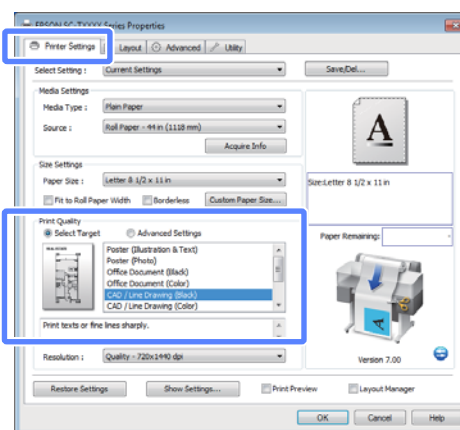 EPSON SC-TXXXX Series Properties
Printer Settings Layout Advanced Utility
Select Setting : Current Settings Save/Del...
Media Settings
Media Type : Plain Paper
Source : Roll Paper - 44 in (1118 mm)
Acquire Info
A
Size Settings
Paper Size : Letter 8 1/2 x 11 in
Size:Letter 8 1/2 x 11 in
Fit to Roll Paper Width Borderless Custom Paper Size...
Print Quality
Select Target Advanced Settings
Paper Remaining:
Poster (Illustration & Text)
Poster (Photo)
Office Document (Black)
Office Document (Color)
CAD / Line Drawing (Black)
CAD / Line Drawing (Color)
Print texts or fine lines sharply.
Resolution : Quality - 720x1440 dpi
Version 7.00
Restore Settings Show Settings... Print Preview Layout Manager
OK Cancel Help